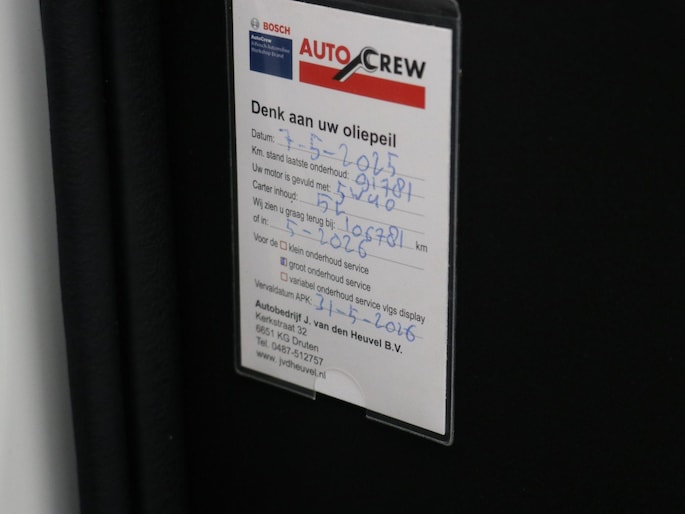 BOSCH
AutoCrew
AUTO CREW
Denk aan uw oliepeil
Datum: 7-5-2025
Km. stand laatste onderhoud: 91781
Uw motor is gevuld met: 5W40
Carter inhoud: 5L
Wij zien u graag terug bij: 106781 km
of in: 5-2026
Voor de klein onderhoud service
groot onderhoud service
variabel onderhoud service vlgs display
Vervaldatum APK: 31-5-2026
Autobedrijf J. van den Heuvel B.V.
Kerkstraat 32
6651 KG Druten
Tel. 0487-512757
www. jvdheuvel.nl